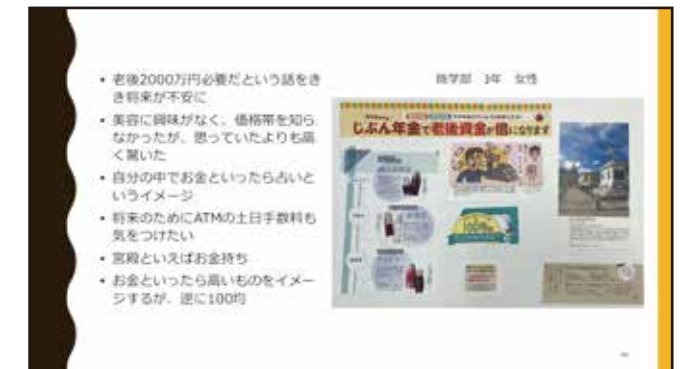 • 老後2000万円必要だという話をき
き将来が不安に
• 美容に興味がなく、価格帯を知ら
なかったが、思っていたよりも高
く驚いた
• 自分の中でお金といったら占いと
いうイメージ
• 将来のためにATMの土日手数料も
気をつけたい
• 宮殿といえばお金持ち
• お金といったら高いものをイメー
ジするが、逆に100均
商学部 1年 女性
じぶん年金で老後資金が倍になります